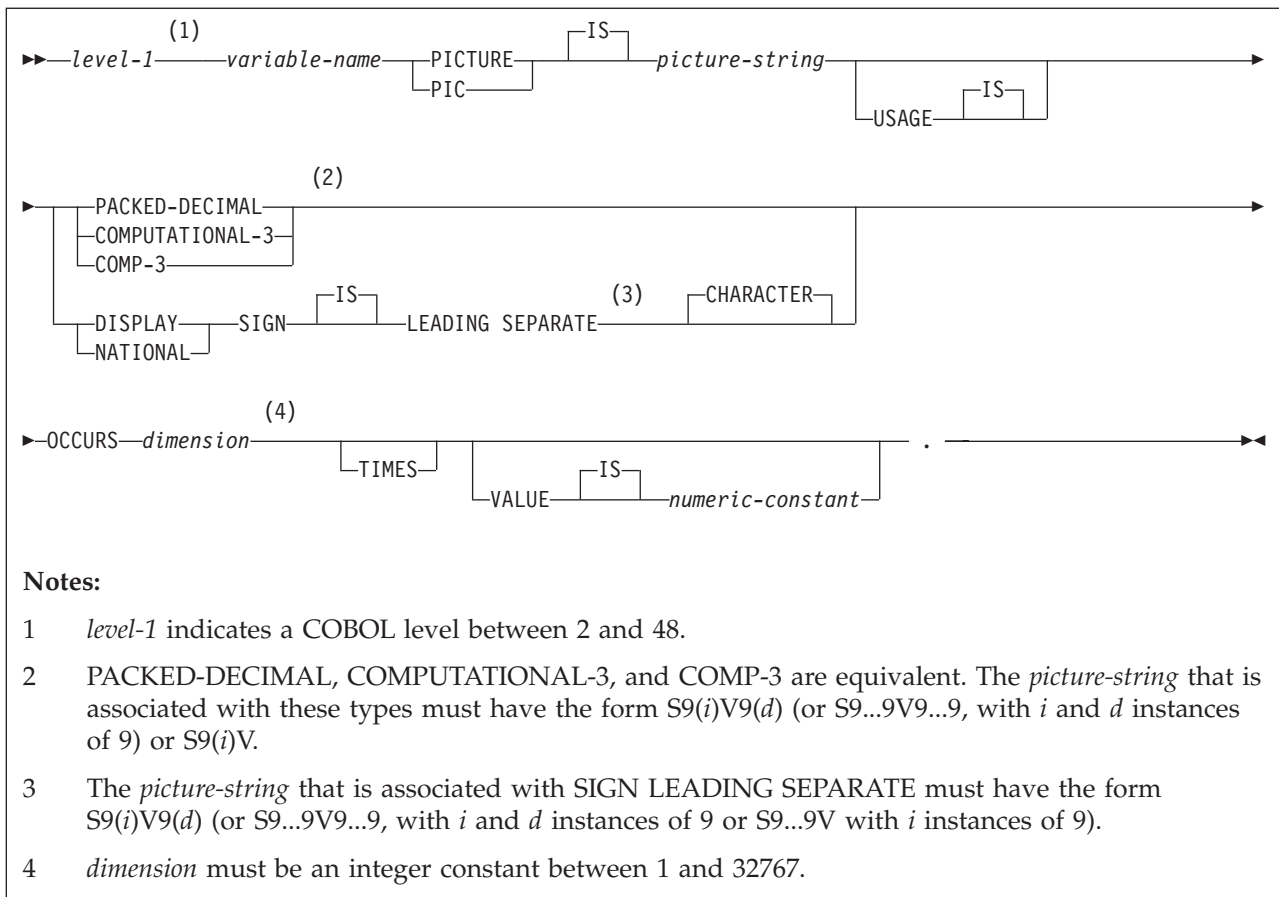 (1) IS
level-1 variable-name PICTURE picture-string
PIC IS
USAGE
(2)
PACKED-DECIMAL
COMPUTATIONAL-3
COMP-3
IS (3) CHARACTER
DISPLAY SIGN LEADING SEPARATE
NATIONAL
(4)
OCCURS dimension .
TIMES IS
VALUE numeric-constant
Notes:
1 level-1 indicates a COBOL level between 2 and 48.
2 PACKED-DECIMAL, COMPUTATIONAL-3, and COMP-3 are equivalent. The picture-string that is
associated with these types must have the form S9(i)V9(d) (or S9...9V9...9, with i and d instances
of 9) or S9(i)V.
3 The picture-string that is associated with SIGN LEADING SEPARATE must have the form
S9(i)V9(d) (or S9...9V9...9, with i and d instances of 9 or S9...9V with i instances of 9).
4 dimension must be an integer constant between 1 and 32767.